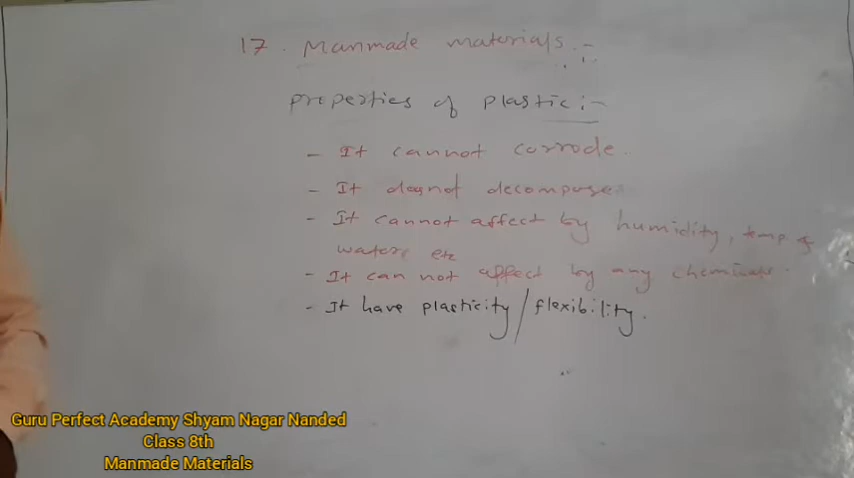 17. Manmade materials :-
properties of plastic :-
- It cannot corrode.
- It doesnot decompose
- It cannot affect by humidity, temp &
water etc
- It can not affect by any chemicals.
- It have plasticity / flexibility.
Guru Perfect Academy Shyam Nagar Nanded
Class 8th
Manmade Materials